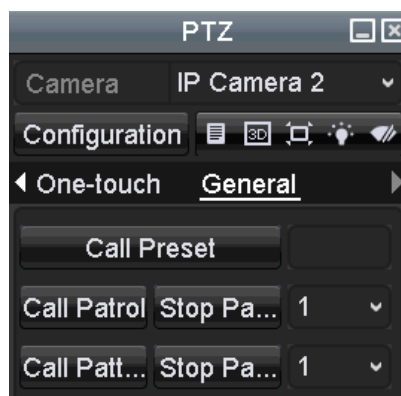 PTZ
Camera IP Camera 2
Configuration 3D
One-touch General
Call Preset
Call Patrol Stop Pa... 1
Call Patt... Stop Pa... 1